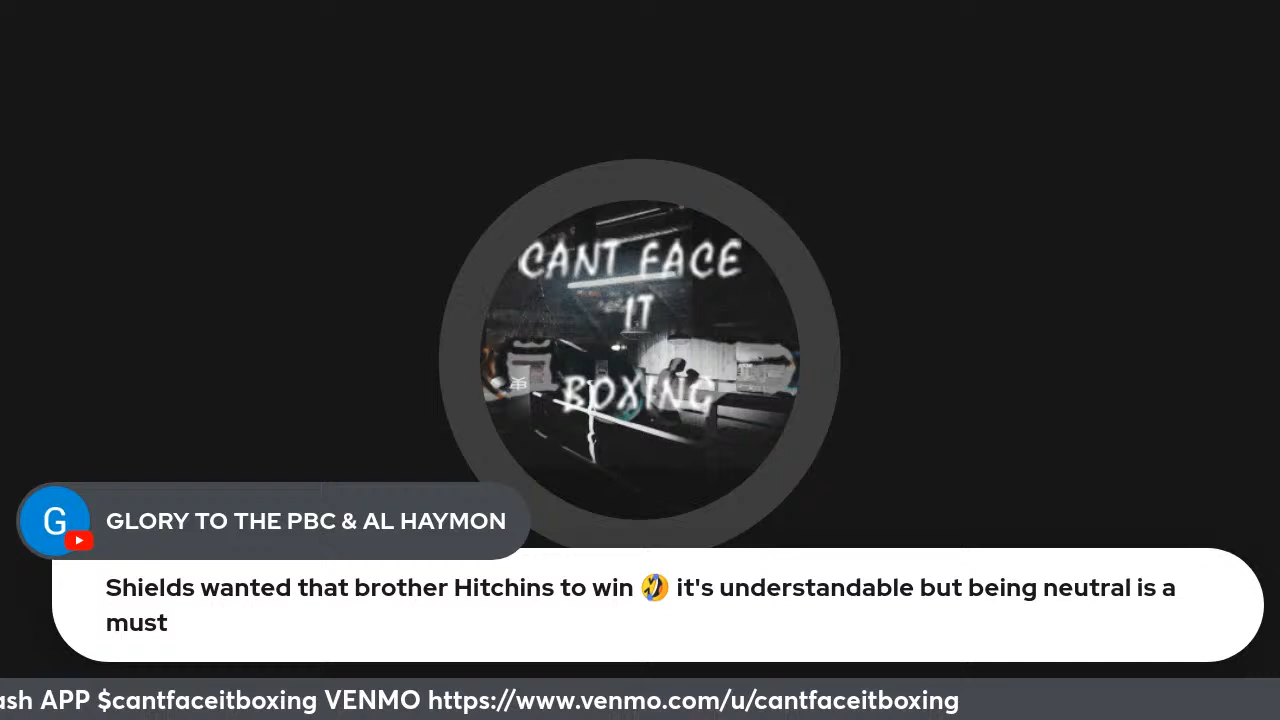 CANT FACE
IT
BOXING
G
GLORY TO THE PBC & AL HAYMON
Shields wanted that brother Hitchins to win 🤣 it's understandable but being neutral is a
must
ash APP $cantfaceitboxing VENMO https://www.venmo.com/u/cantfaceitboxing